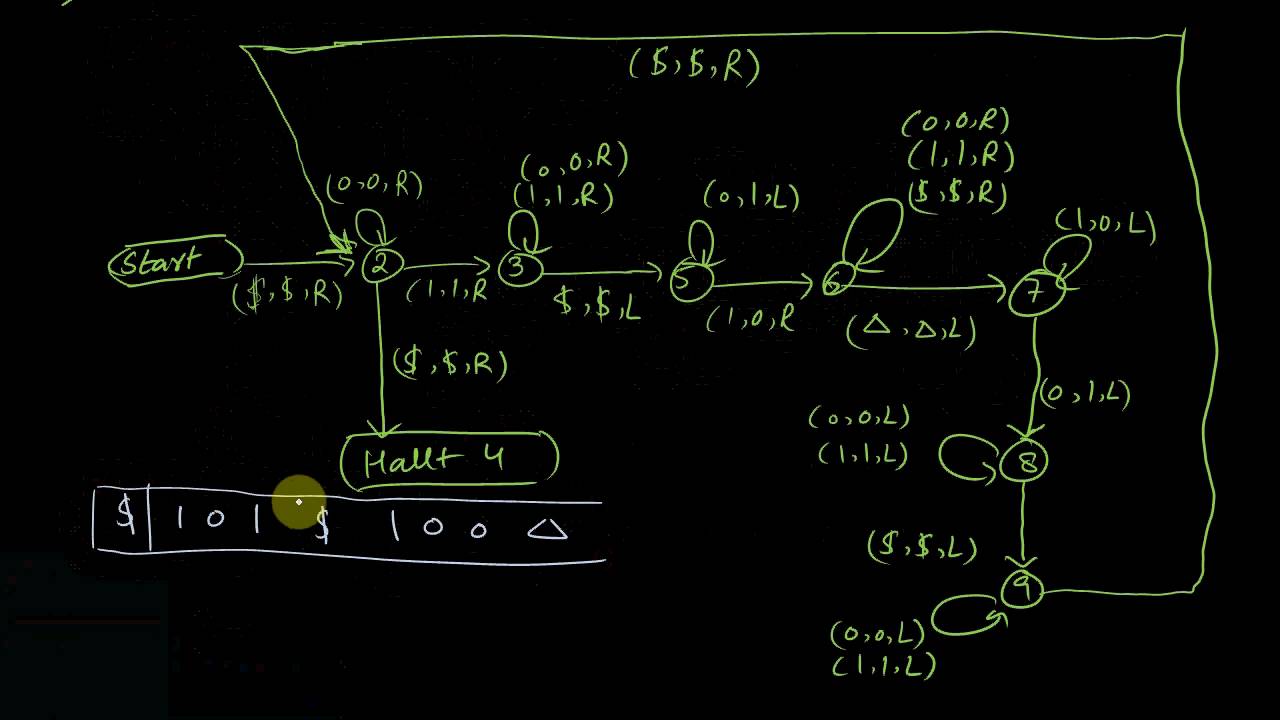 ($,$,R)
(0,0,R)
(1,1,R)
($,$,R)
(0,0,R)
(1,1,R)
(0,0,R)
(0,1,L)
(1,0,L)
Start
2
3
5
6
7
($,$,R)
(1,1,R
$,$,L
(1,0,R
(Δ,Δ,L)
($,$,R)
(0,1,L)
(0,0,L)
(1,1,L)
8
Hallt 4
$ 1 0 1 $ 1 0 0 Δ
($,$,L)
9
(0,0,L)
(1,1,L)